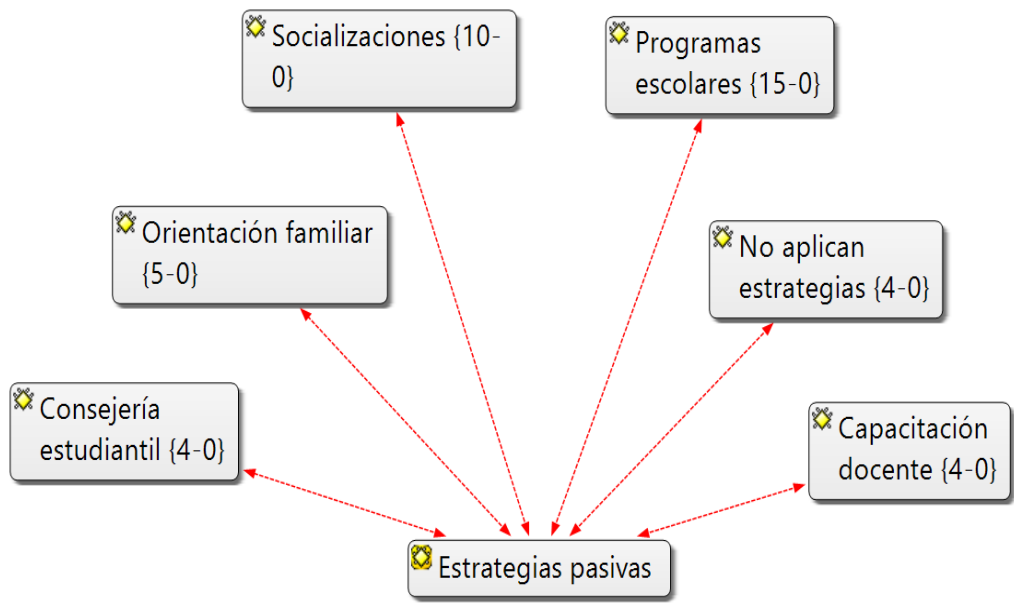 Socializaciones {10-
0}
Programas
escolares {15-0}
Orientación familiar
{5-0}
No aplican
estrategias {4-0}
Consejería
estudiantil {4-0}
Capacitación
docente {4-0}
Estrategias pasivas